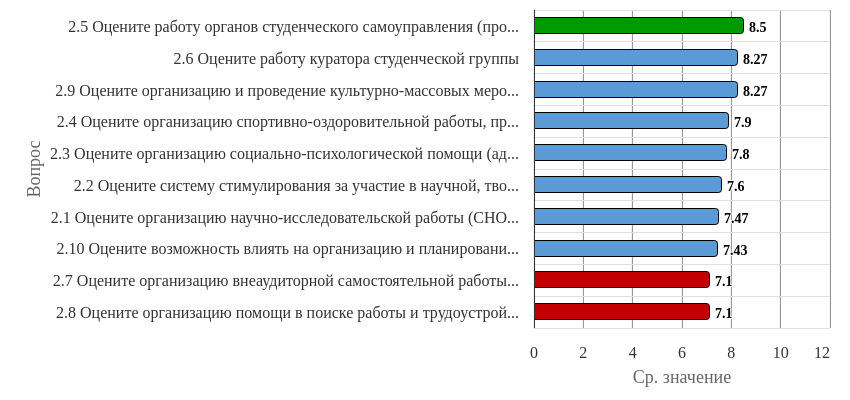 2.5 Оцените работу органов студенческого самоуправления (про... 8.5
2.6 Оцените работу куратора студенческой группы 8.27
2.9 Оцените организацию и проведение культурно-массовых меро... 8.27
2.4 Оцените организацию спортивно-оздоровительной работы, пр... 7.9
2.3 Оцените организацию социально-психологической помощи (ад... 7.8
2.2 Оцените систему стимулирования за участие в научной, тво... 7.6
2.1 Оцените организацию научно-исследовательской работы (СНО... 7.47
2.10 Оцените возможность влиять на организацию и планировани... 7.43
2.7 Оцените организацию внеаудиторной самостоятельной работы... 7.1
2.8 Оцените организацию помощи в поиске работы и трудоустрой... 7.1
Вопрос
0 2 4 6 8 10 12
Ср. значение